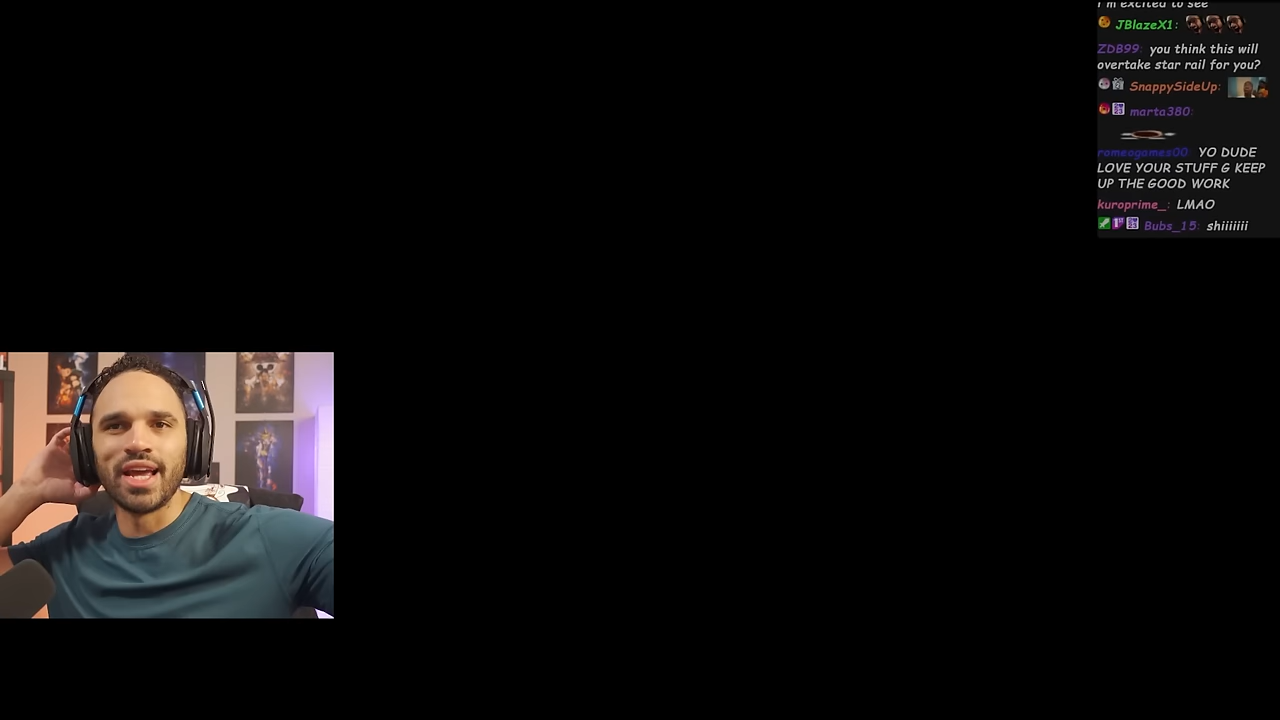 I'm excited to see
JBlazeX1:
ZDB99: you think this will
overtake star rail for you?
SnappySideUp:
marta380:
romeogames00: YO DUDE
LOVE YOUR STUFF G KEEP
UP THE GOOD WORK
kuroprime_: LMAO
Bubs_15: shiiiiiii